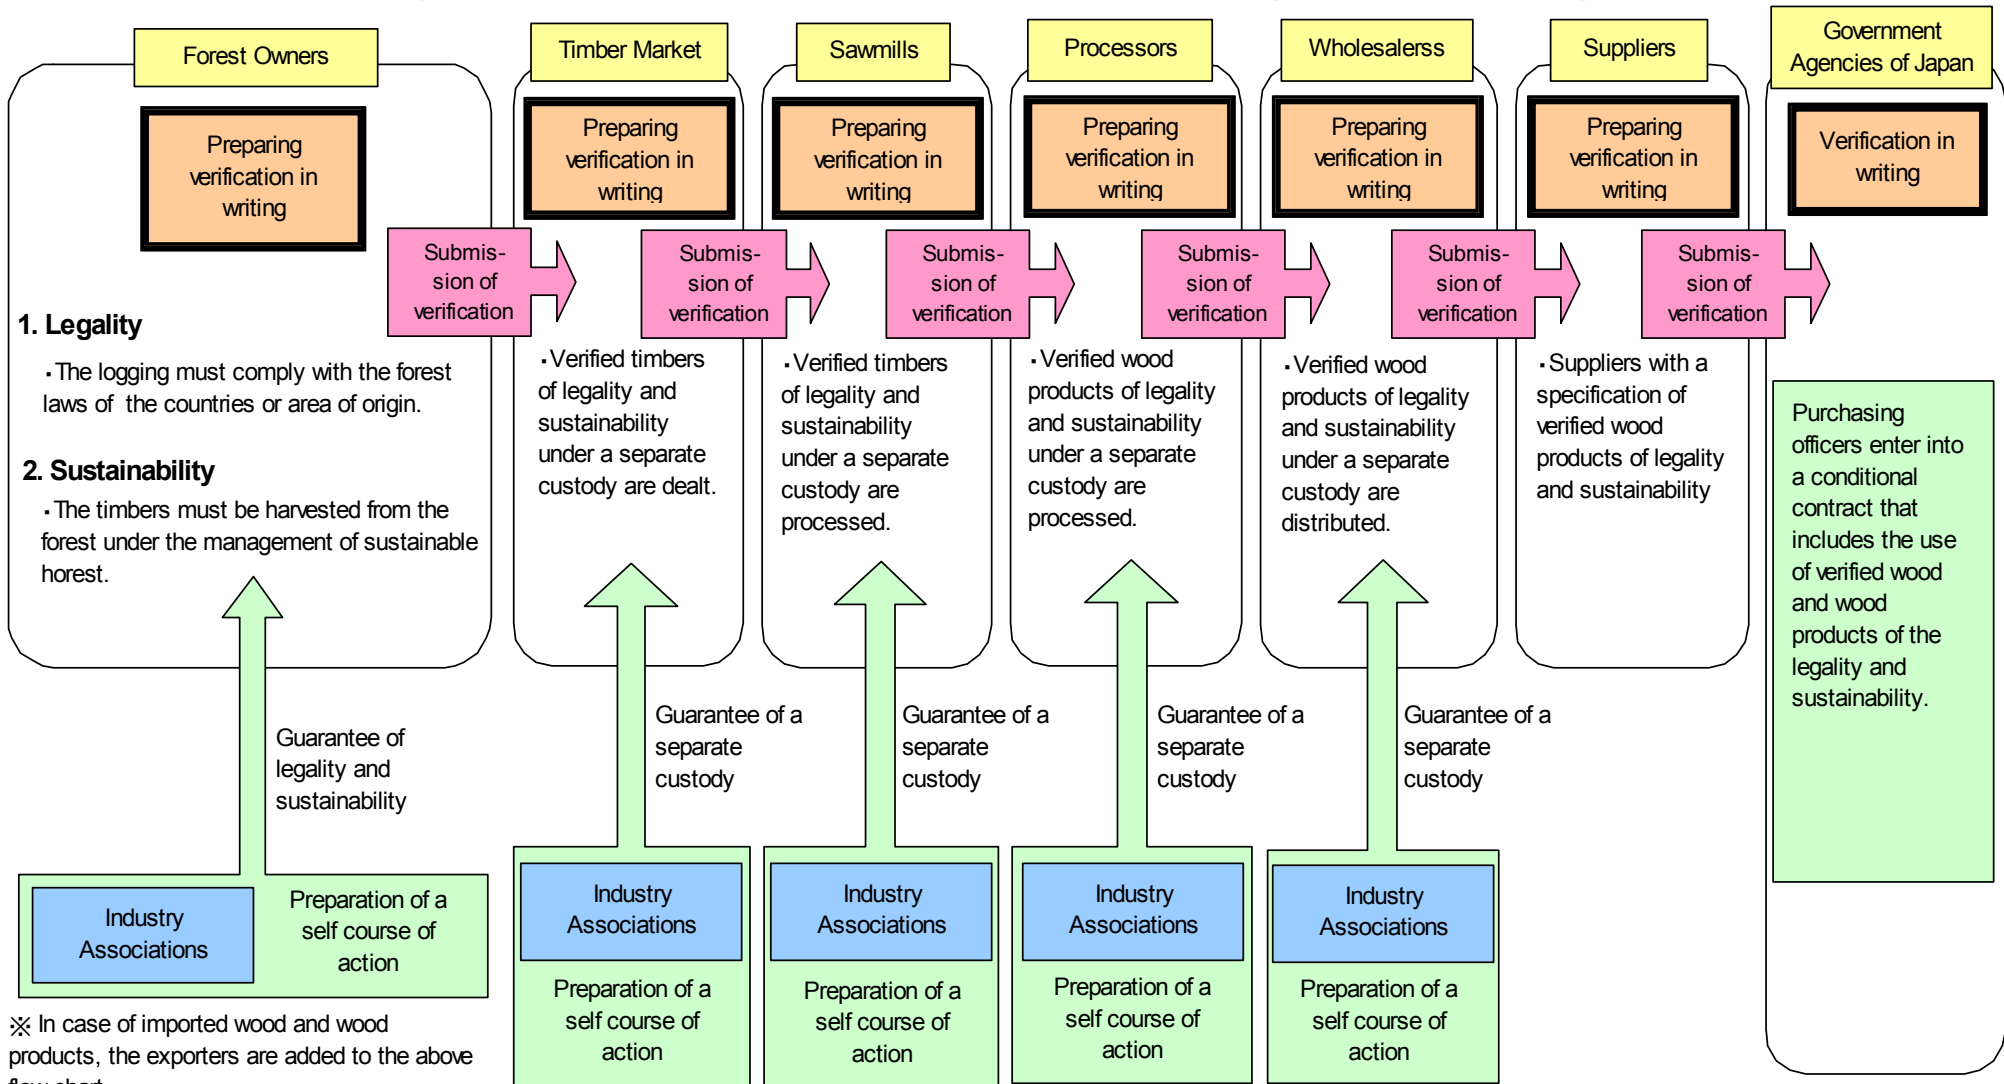 Forest Owners
Preparing
verification in
writing
1. Legality
・The logging must comply with the forest
laws of  the countries or area of origin.
2. Sustainability
・The timbers must be harvested from the
forest under the management of sustainable
horest.
Guarantee of
legality and
sustainability
Industry
Associations
Preparation of a
self course of
action
※ In case of imported wood and wood
products, the exporters are added to the above
flow chart
Submis-
sion of
verification
Timber Market
Preparing
verification in
writing
・Verified timbers
of legality and
sustainability
under a separate
custody are dealt.
Guarantee of a
separate
custody
Industry
Associations
Preparation of a
self course of
action
Submis-
sion of
verification
Sawmills
Preparing
verification in
writing
・Verified timbers
of legality and
sustainability
under a separate
custody are
processed.
Guarantee of a
separate
custody
Industry
Associations
Preparation of a
self course of
action
Submis-
sion of
verification
Processors
Preparing
verification in
writing
・Verified wood
products of legality
and sustainability
under a separate
custody are
processed.
Guarantee of a
separate
custody
Industry
Associations
Preparation of a
self course of
action
Submis-
sion of
verification
Wholesalerss
Preparing
verification in
writing
・Verified wood
products of legality
and sustainability
under a separate
custody are
distributed.
Guarantee of a
separate
custody
Industry
Associations
Preparation of a
self course of
action
Submis-
sion of
verification
Suppliers
Preparing
verification in
writing
・Suppliers with a
specification of
verified wood
products of legality
and sustainability
Submis-
sion of
verification
Government
Agencies of Japan
Verification in
writing
Purchasing
officers enter into
a conditional
contract that
includes the use
of verified wood
and wood
products of the
legality and
sustainability.